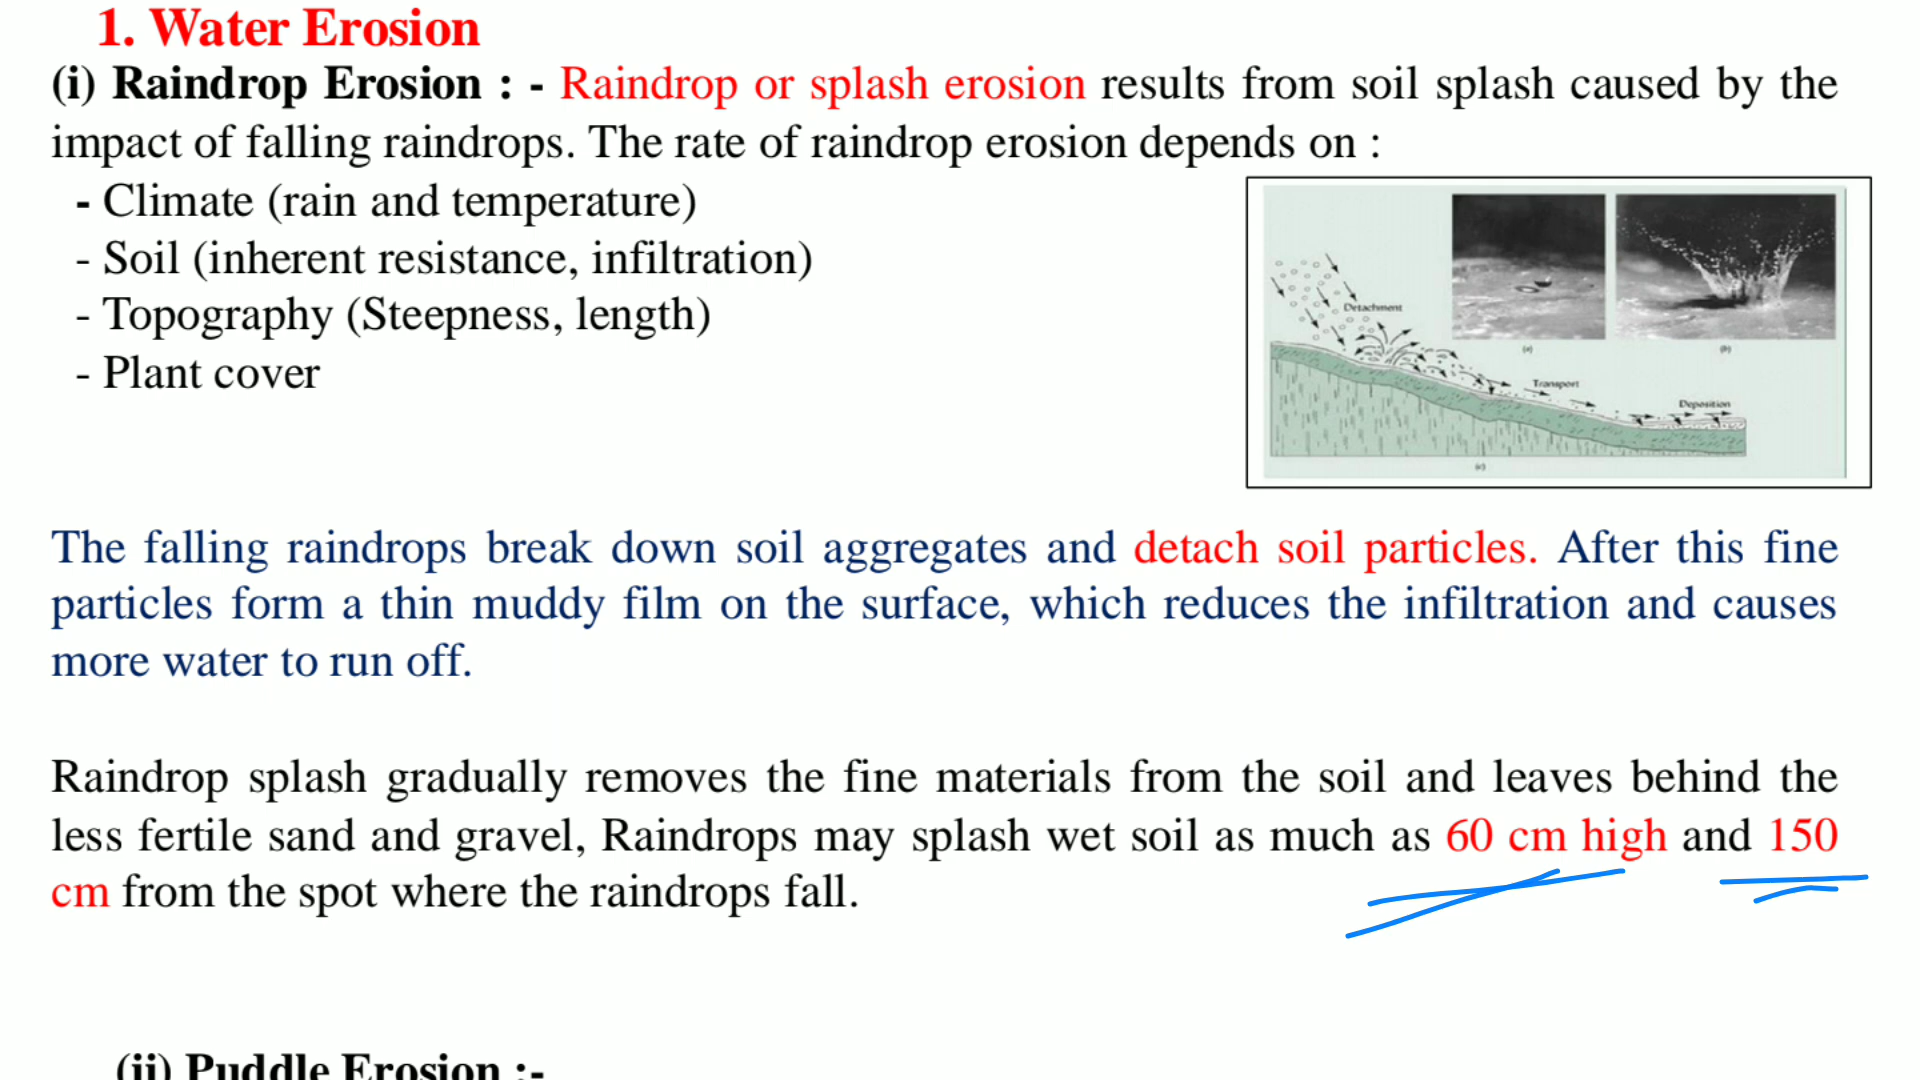 1. Water Erosion
(i) Raindrop Erosion : - Raindrop or splash erosion results from soil splash caused by the
impact of falling raindrops. The rate of raindrop erosion depends on :
- Climate (rain and temperature)
- Soil (inherent resistance, infiltration)
- Topography (Steepness, length)
- Plant cover
Detachment
(a)
(b)
Transport
Deposition
(c)
The falling raindrops break down soil aggregates and detach soil particles. After this fine
particles form a thin muddy film on the surface, which reduces the infiltration and causes
more water to run off.
Raindrop splash gradually removes the fine materials from the soil and leaves behind the
less fertile sand and gravel, Raindrops may splash wet soil as much as 60 cm high and 150
cm from the spot where the raindrops fall.
(ii) Puddle Erosion :-